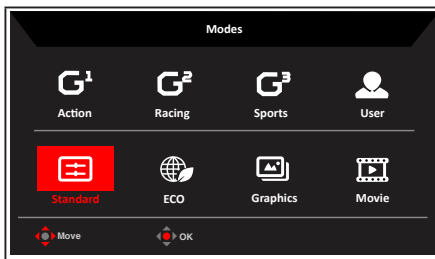 Modes
G1 G2 G3
Action Racing Sports User
Standard ECO Graphics Movie
Move OK